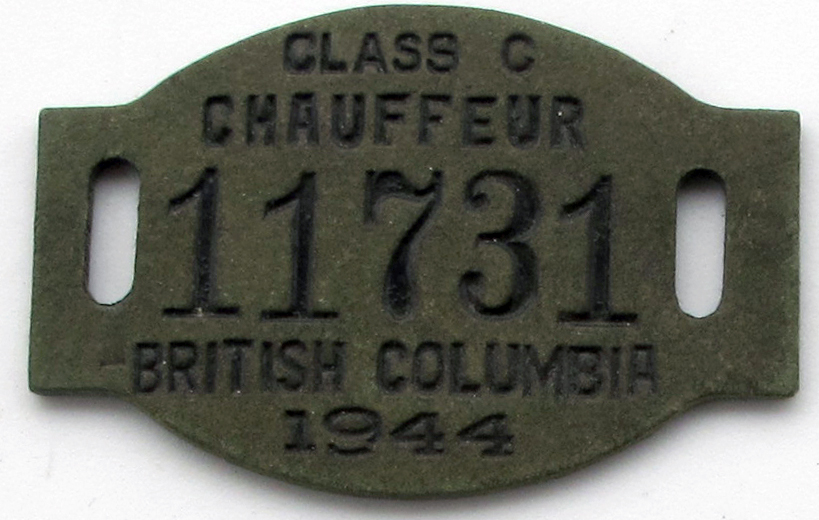 CLASS C
CHAUFFEUR
11731
BRITISH COLUMBIA
1944